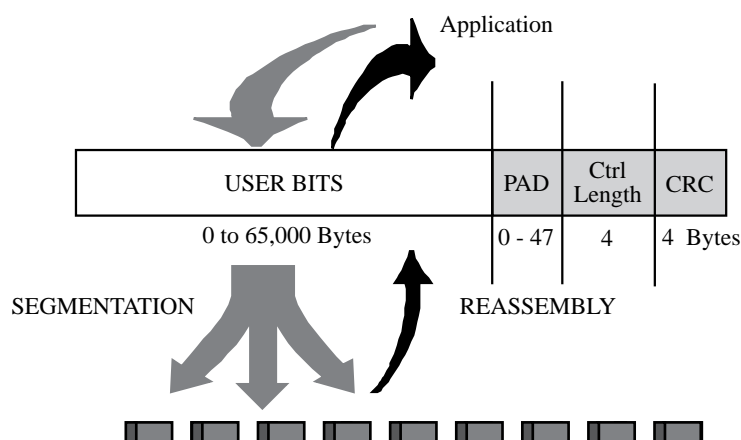 Application
USER BITS
PAD
Ctrl
Length
CRC
0 to 65,000 Bytes
0 - 47
4
4 Bytes
SEGMENTATION
REASSEMBLY